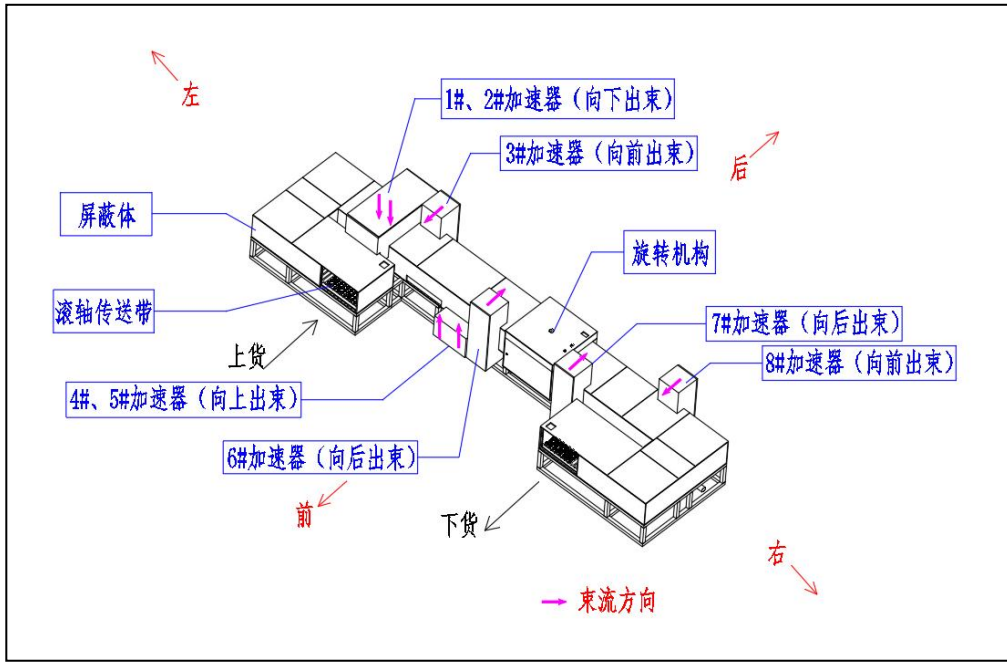 左
1#、2#加速器（向下出束）
3#加速器（向前出束）
后
屏蔽体
旋转机构
滚轴传送带
7#加速器（向后出束）
上货
8#加速器（向前出束）
4#、5#加速器（向上出束）
6#加速器（向后出束）
前
下货
右
束流方向